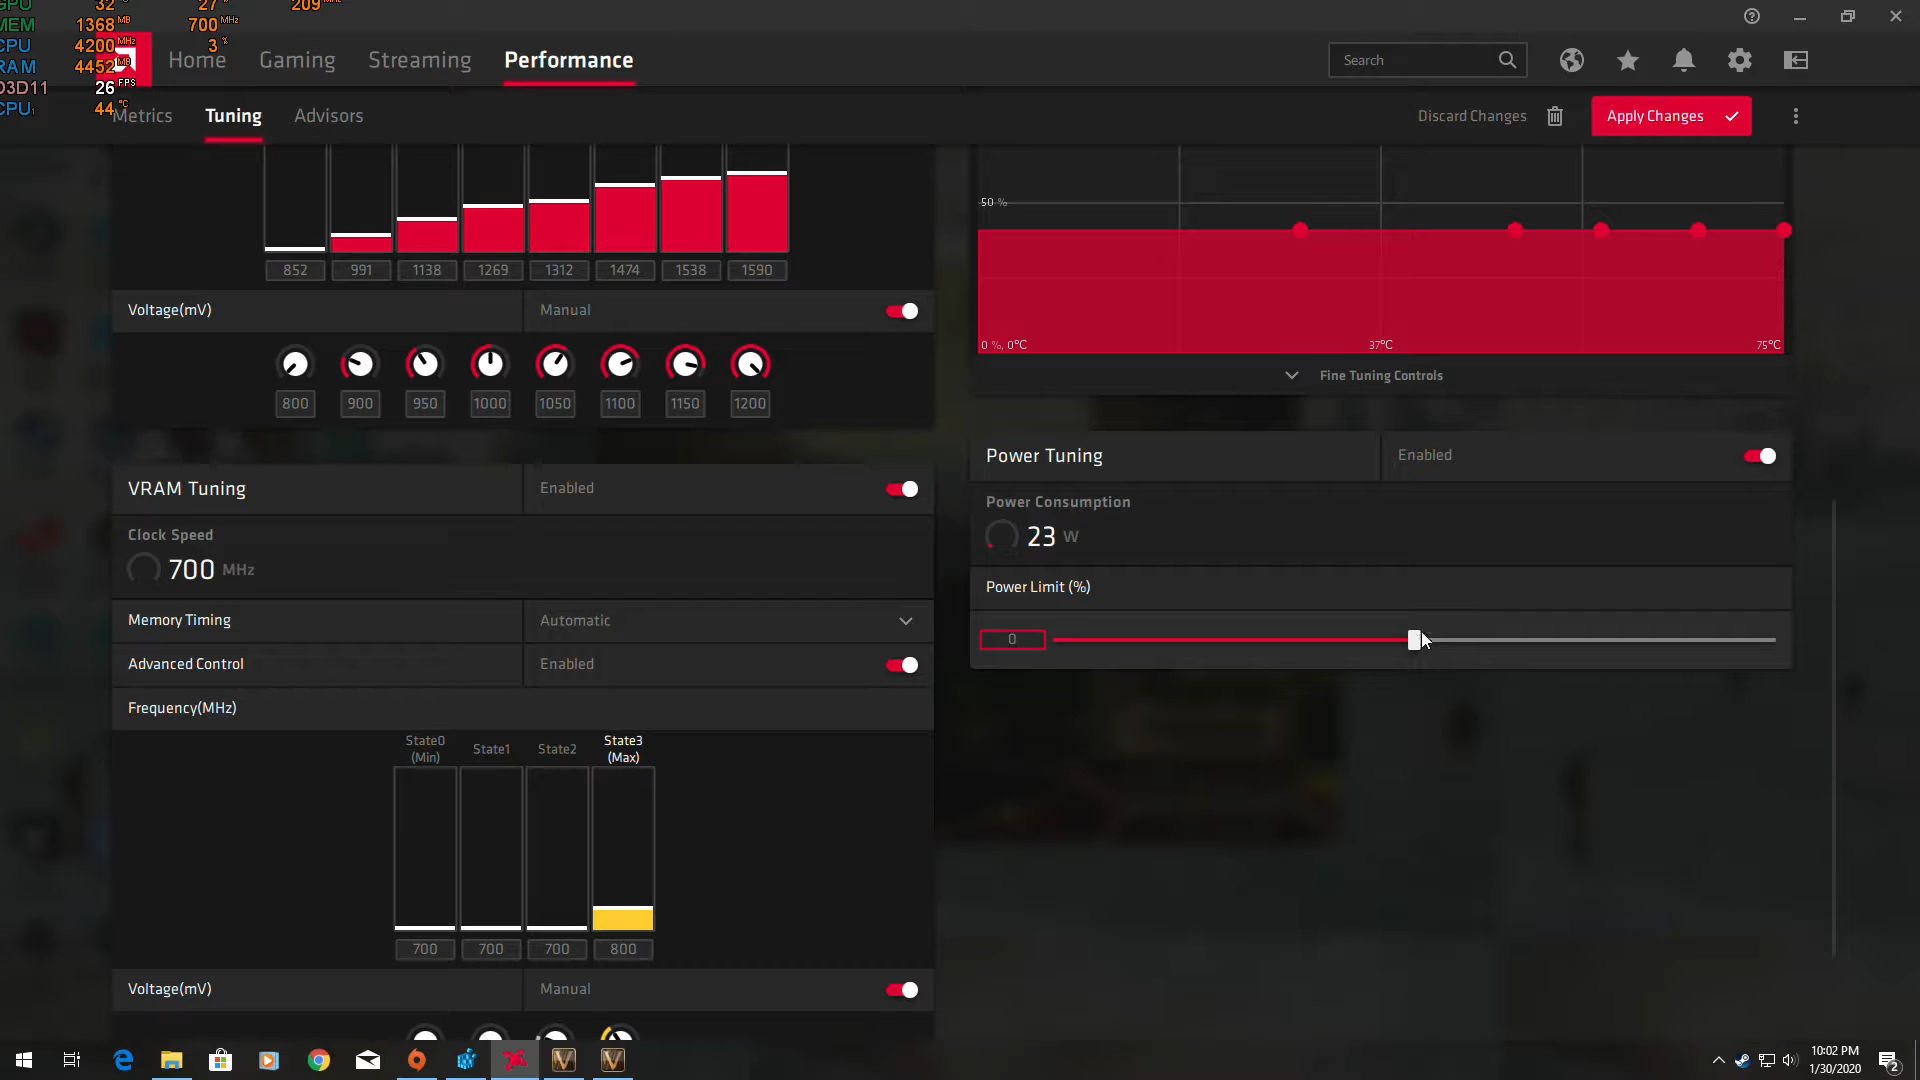 GPU 32 °C 27 % 209 MHz
MEM 1368 MB 700 MHz
CPU 4200 MHz 3 %
RAM 4452 MB
D3D11 26 FPS
CPU1 44 °C
Home Gaming Streaming Performance
Search
Metrics Tuning Advisors
Discard Changes Apply Changes
852 991 1138 1269 1312 1474 1538 1590
Voltage(mV) Manual
800 900 950 1000 1050 1100 1150 1200
VRAM Tuning Enabled
Clock Speed
700 MHz
Memory Timing Automatic
Advanced Control Enabled
Frequency(MHz)
State0 (Min) State1 State2 State3 (Max)
700 700 700 800
Voltage(mV) Manual
50 %
0 %, 0°C 37°C 75°C
Fine Tuning Controls
Power Tuning Enabled
Power Consumption
23 W
Power Limit (%)
0
10:02 PM
1/30/2020
2